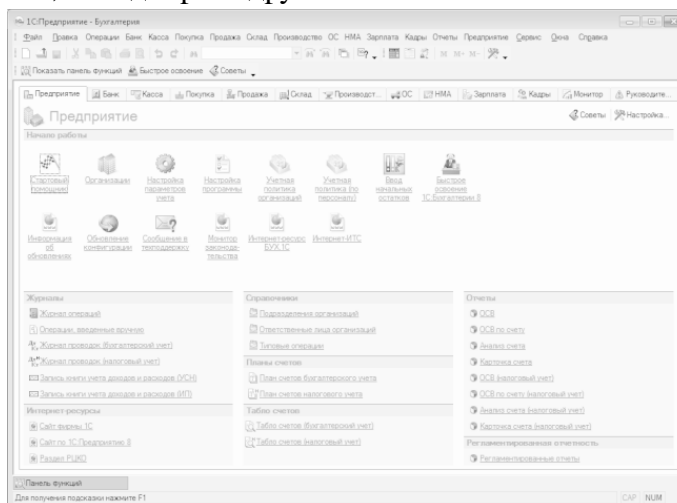 1С:Предприятие - Бухгалтерия
Файл Правка Операции Банк Касса Покупка Продажа Склад Производство ОС НМА Зарплата Кадры Отчеты Предприятие Сервис Окна Справка
M M+ M-
Показать панель функций Быстрое освоение Советы
Предприятие Банк Касса Покупка Продажа Склад Производст... ОС НМА Зарплата Кадры Монитор Руководите...
Предприятие Советы Настройка...
Начало работы
Стартовый помощник
Организации
Настройка параметров учета
Настройка программы
Учетная политика организаций
Учетная политика (по персоналу)
Ввод начальных остатков
Быстрое освоение 1С:Бухгалтерии 8
Информация об обновлениях
Обновление конфигурации
Сообщение в техподдержку
Монитор законода-тельства
Интернет-ресурс БУХ.1С
Интернет-ИТС
Журналы
Журнал операций
Операции, введенные вручную
Журнал проводок (бухгалтерский учет)
Журнал проводок (налоговый учет)
Запись книги учета доходов и расходов (УСН)
Запись книги учета доходов и расходов (ИП)
Интернет-ресурсы
Сайт фирмы 1С
Сайт по 1С:Предприятию 8
Раздел РЦКО
Справочники
Подразделения организаций
Ответственные лица организаций
Типовые операции
Планы счетов
План счетов бухгалтерского учета
План счетов налогового учета
Табло счетов
Табло счетов (бухгалтерский учет)
Табло счетов (налоговый учет)
Отчеты
ОСВ
ОСВ по счету
Анализ счета
Карточка счета
ОСВ (налоговый учет)
ОСВ по счету (налоговый учет)
Анализ счета (налоговый учет)
Карточка счета (налоговый учет)
Регламентированная отчетность
Регламентированные отчеты
Панель функций
Для получения подсказки нажмите F1 CAP NUM